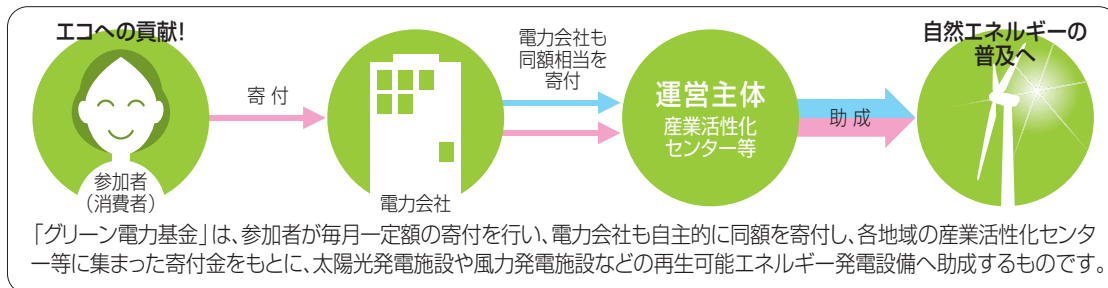 エコへの貢献!
寄 付
参加者
（消費者）
電力会社
電力会社も
同額相当を
寄付
運営主体
産業活性化
センター等
助 成
自然エネルギーの
普及へ
「グリーン電力基金」は、参加者が毎月一定額の寄付を行い、電力会社も自主的に同額を寄付し、各地域の産業活性化センタ
ー等に集まった寄付金をもとに、太陽光発電施設や風力発電施設などの再生可能エネルギー発電設備へ助成するものです。